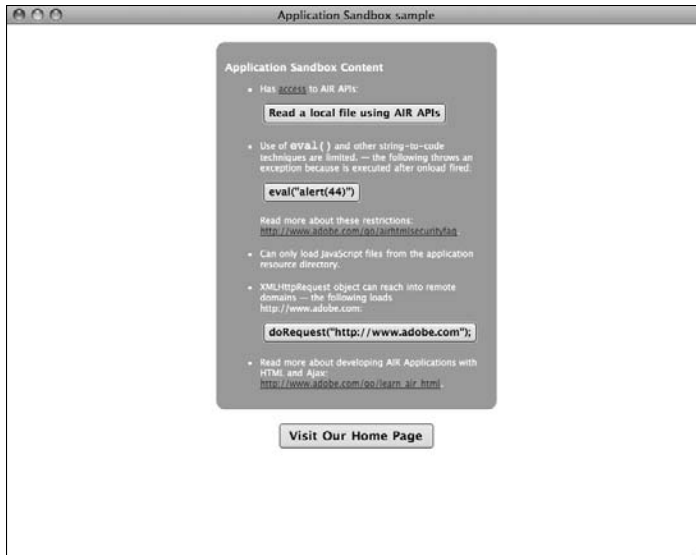 Application Sandbox sample
Application Sandbox Content
• Has access to AIR APIs:
Read a local file using AIR APIs
• Use of eval() and other string-to-code
techniques are limited. — the following throws an
exception because is executed after onload fired:
eval("alert(44)")
Read more about these restrictions:
http://www.adobe.com/go/airhtmlsecurityfaq.
• Can only load JavaScript files from the application
resource directory.
• XMLHttpRequest object can reach into remote
domains — the following loads
http://www.adobe.com:
doRequest("http://www.adobe.com");
• Read more about developing AIR Applications with
HTML and Ajax:
http://www.adobe.com/go/learn_air_html.
Visit Our Home Page